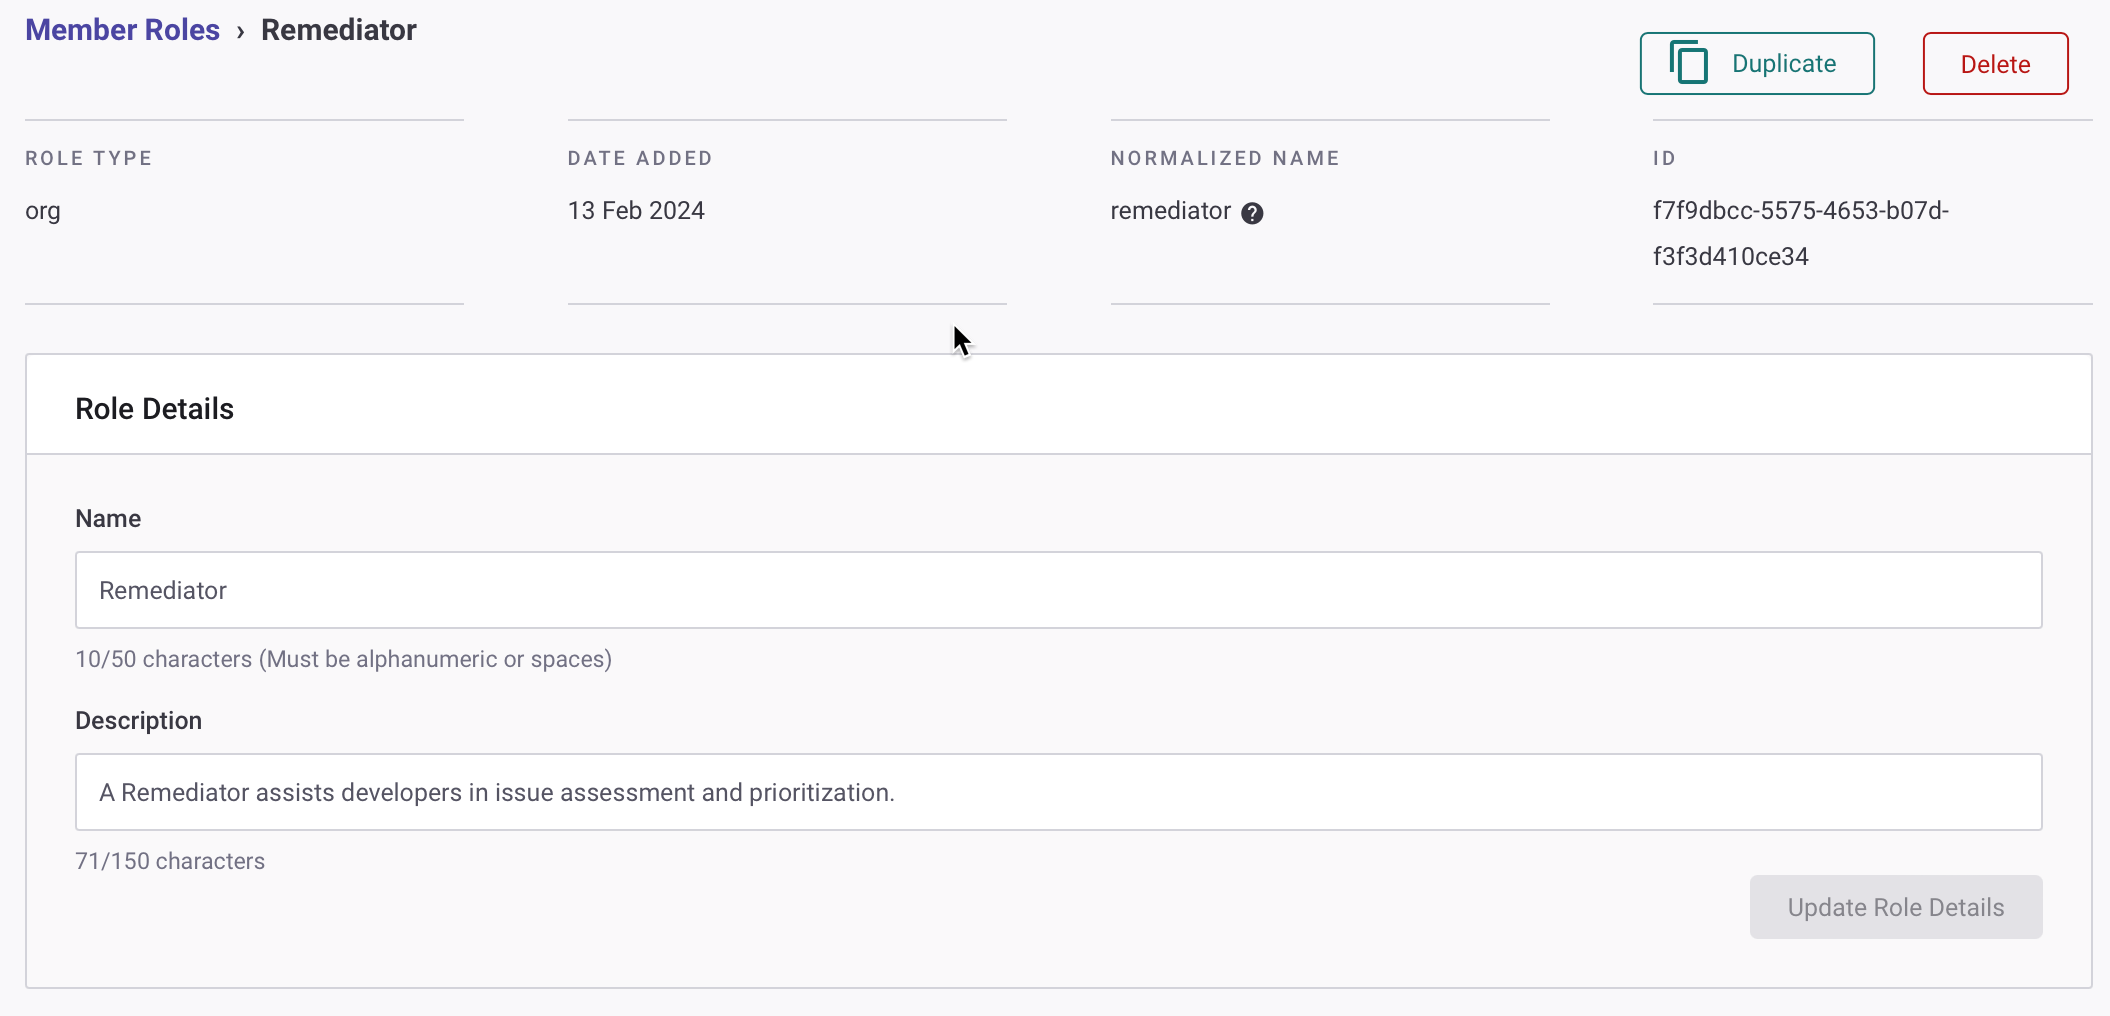 Member Roles › Remediator
Duplicate
Delete
ROLE TYPE
org
DATE ADDED
13 Feb 2024
NORMALIZED NAME
remediator
ID
f7f9dbcc-5575-4653-b07d-
f3f3d410ce34
Role Details
Name
Remediator
10/50 characters (Must be alphanumeric or spaces)
Description
A Remediator assists developers in issue assessment and prioritization.
71/150 characters
Update Role Details